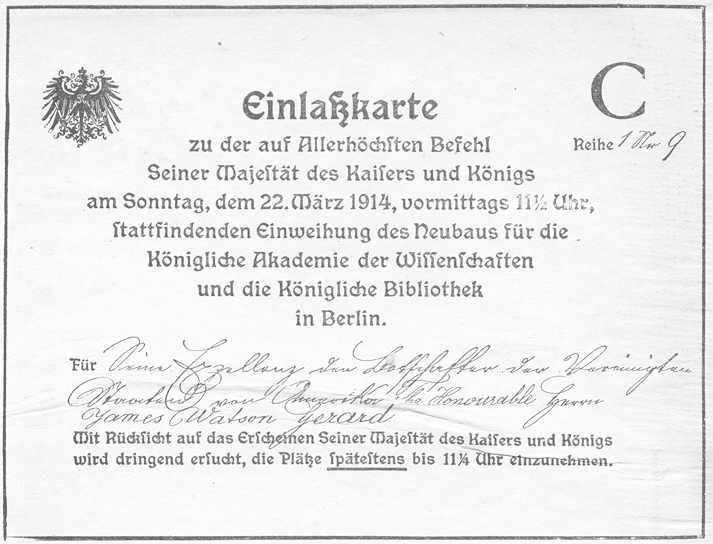 C
Einlaßkarte
zu der auf Allerhöchsten Befehl
Reihe 1 Nr 9
Seiner Majestät des Kaisers und Königs
am Sonntag, dem 22. März 1914, vormittags 11½ Uhr,
stattfindenden Einweihung des Neubaus für die
Königliche Akademie der Wissenschaften
und die Königliche Bibliothek
in Berlin.
Für Seine Exzellenz den Botschafter der Vereinigten
Staaten von Amerika the Honourable Herrn
James Watson Gerard
Mit Rücksicht auf das Erscheinen Seiner Majestät des Kaisers und Königs
wird dringend ersucht, die Plätze spätestens bis 11¼ Uhr einzunehmen.